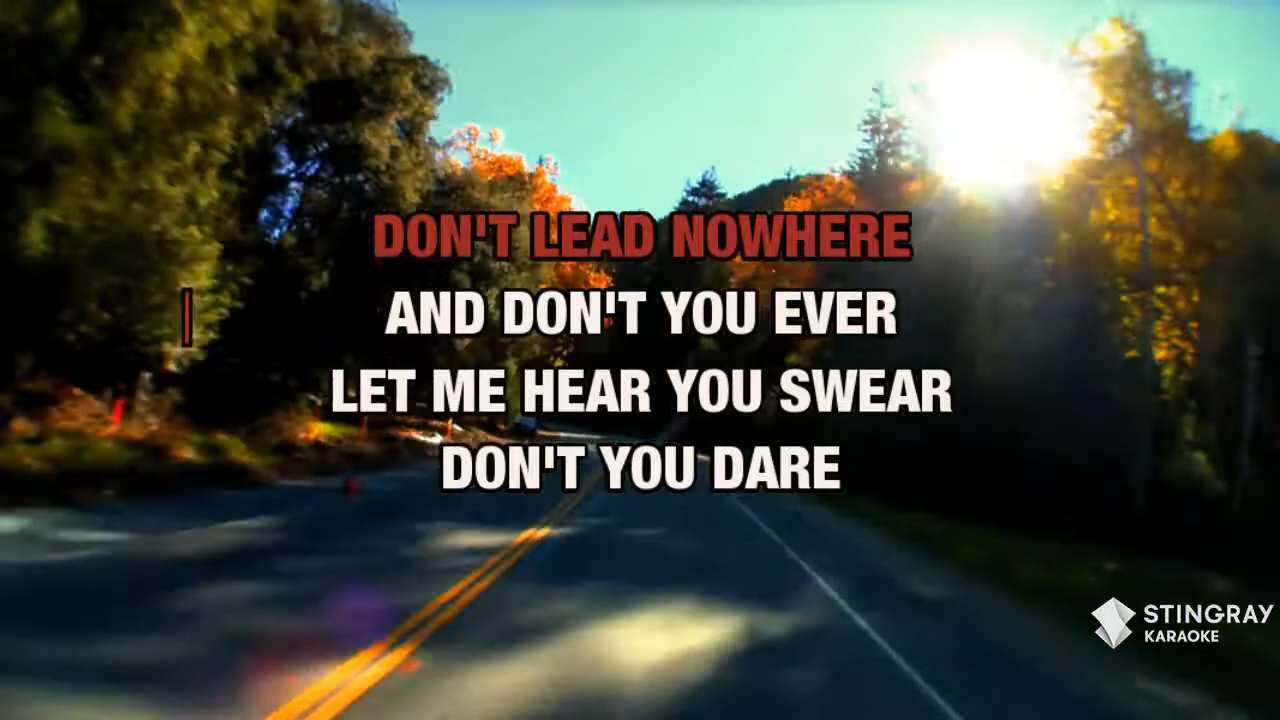 DON'T LEAD NOWHERE
AND DON'T YOU EVER
LET ME HEAR YOU SWEAR
DON'T YOU DARE
STINGRAY
KARAOKE